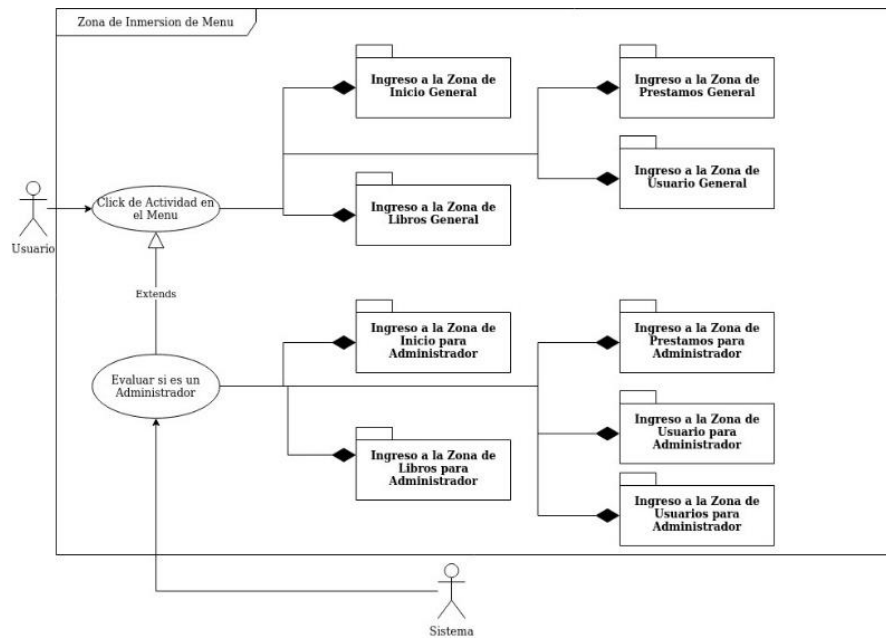 Zona de Inmersion de Menu
Ingreso a la Zona de
Inicio General
Ingreso a la Zona de
Prestamos General
Ingreso a la Zona de
Usuario General
Click de Actividad en
el Menu
Ingreso a la Zona de
Libros General
Usuario
Extends
Ingreso a la Zona de
Inicio para
Administrador
Ingreso a la Zona de
Prestamos para
Administrador
Evaluar si es un
Administrador
Ingreso a la Zona de
Usuario para
Administrador
Ingreso a la Zona de
Libros para
Administrador
Ingreso a la Zona de
Usuarios para
Administrador
Sistema